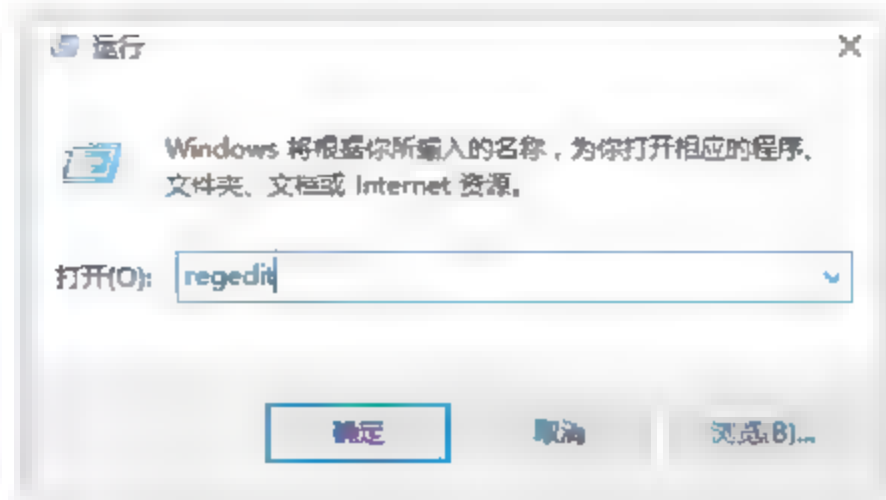 运行
Windows 将根据你所输入的名称，为你打开相应的程序、
文件夹、文档或 Internet 资源。
打开(O): regedit
确定 取消 浏览(B)...